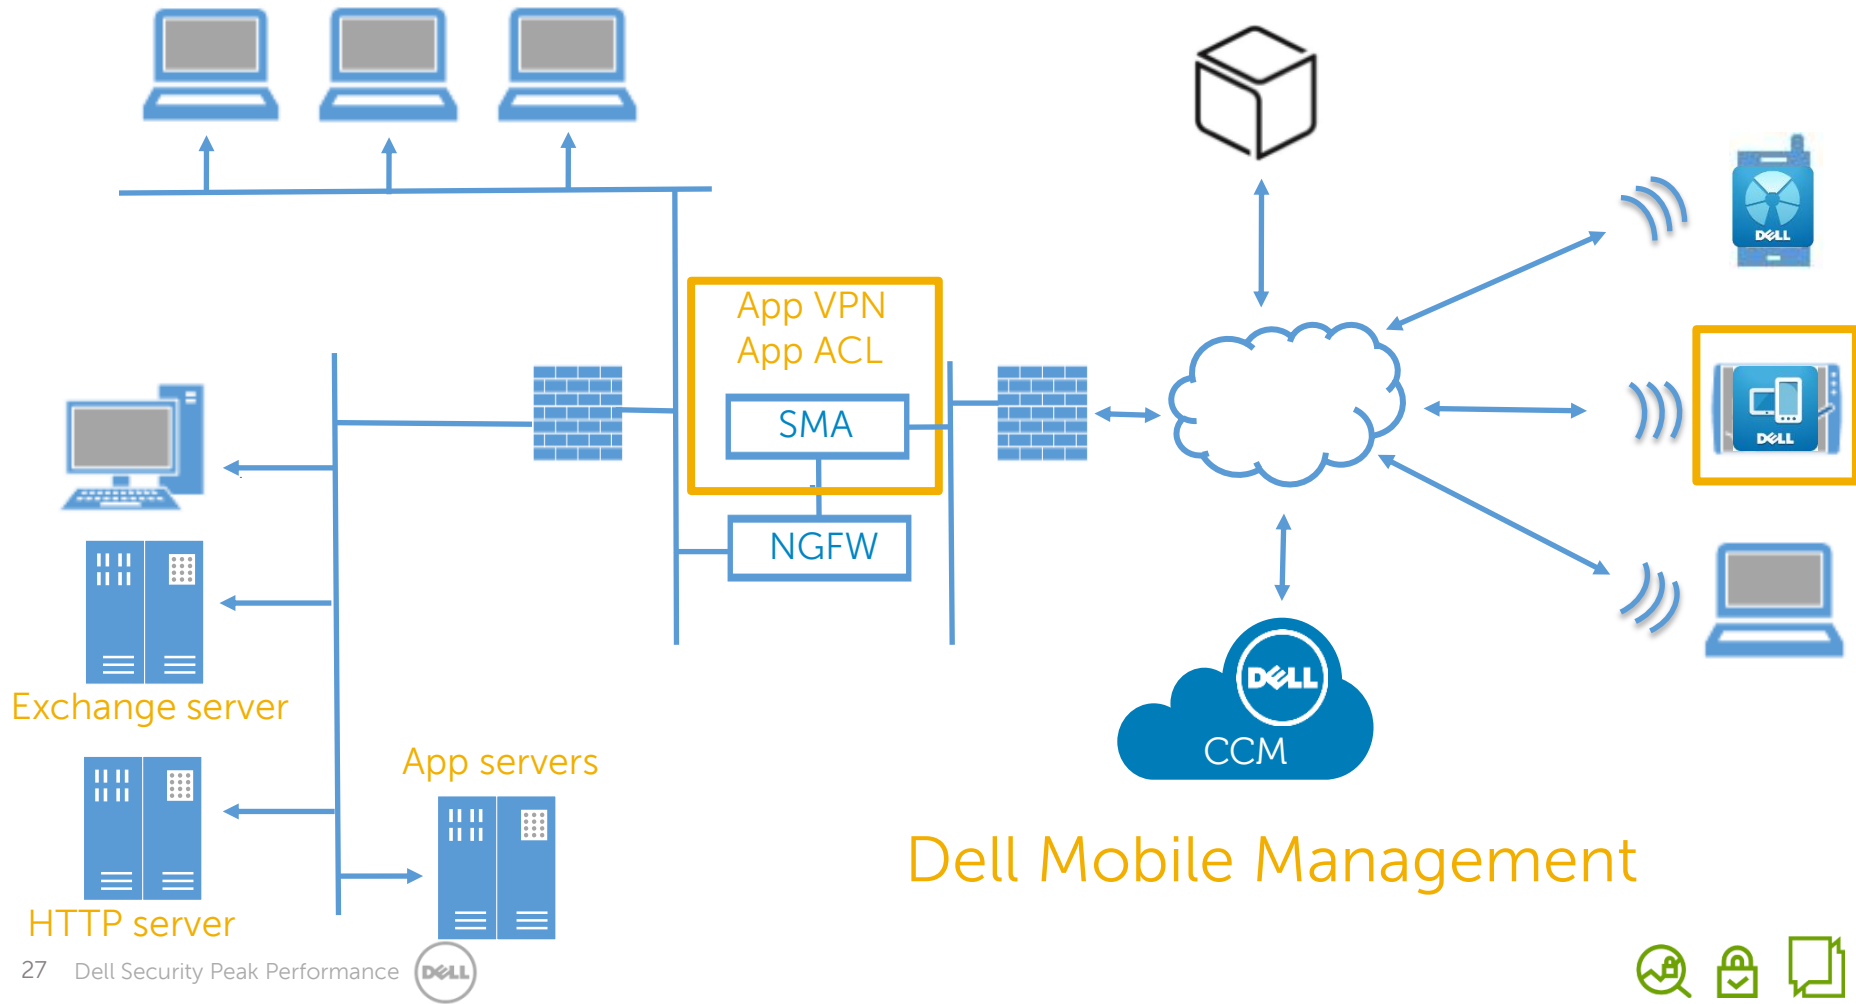 App VPN
App ACL
SMA
NGFW
DELL
DELL
DELL
CCM
Exchange server
App servers
HTTP server
Dell Mobile Management
27 Dell Security Peak Performance
DELL